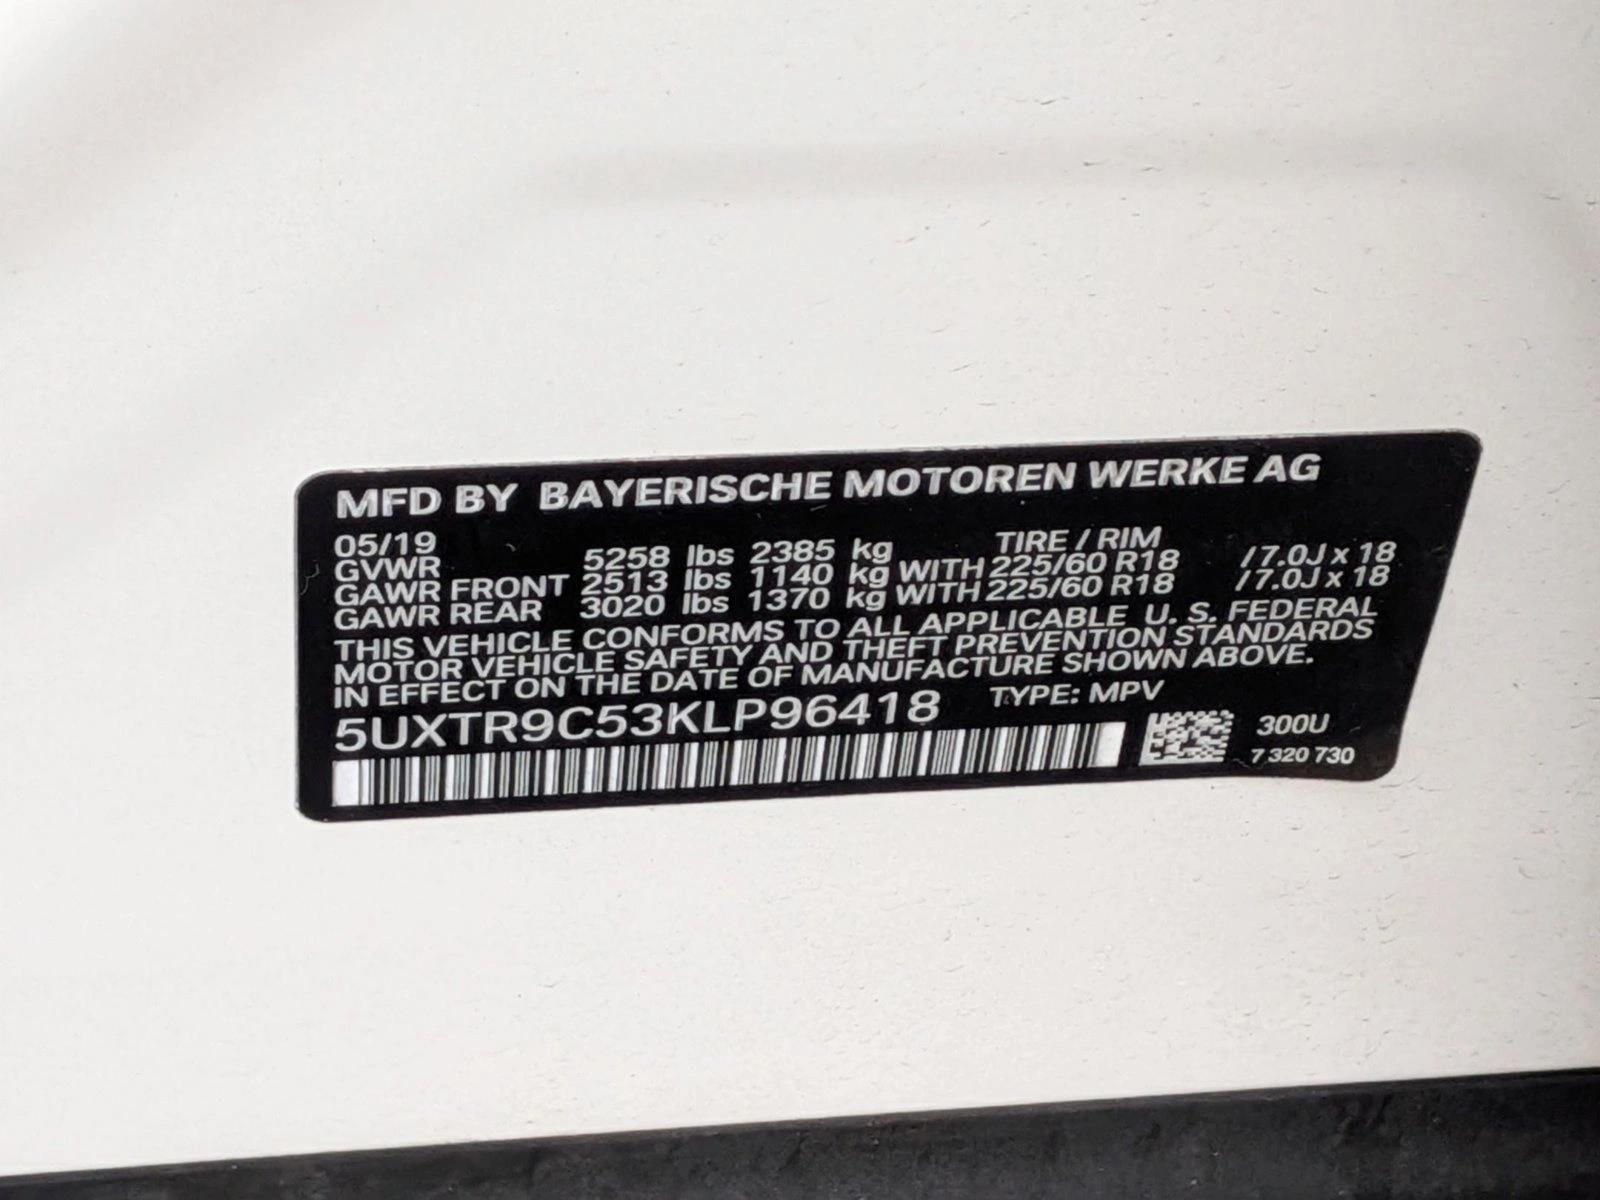 MFD BY BAYERISCHE MOTOREN WERKE AG
05/19 TIRE / RIM
GVWR 5258 lbs 2385 kg
GAWR FRONT 2513 lbs 1140 kg WITH 225/60 R18 / 7.0J x 18
GAWR REAR 3020 lbs 1370 kg WITH 225/60 R18 / 7.0J x 18
THIS VEHICLE CONFORMS TO ALL APPLICABLE U. S. FEDERAL
MOTOR VEHICLE SAFETY AND THEFT PREVENTION STANDARDS
IN EFFECT ON THE DATE OF MANUFACTURE SHOWN ABOVE.
5UXTR9C53KLP96418 TYPE: MPV
300U
7 320 730